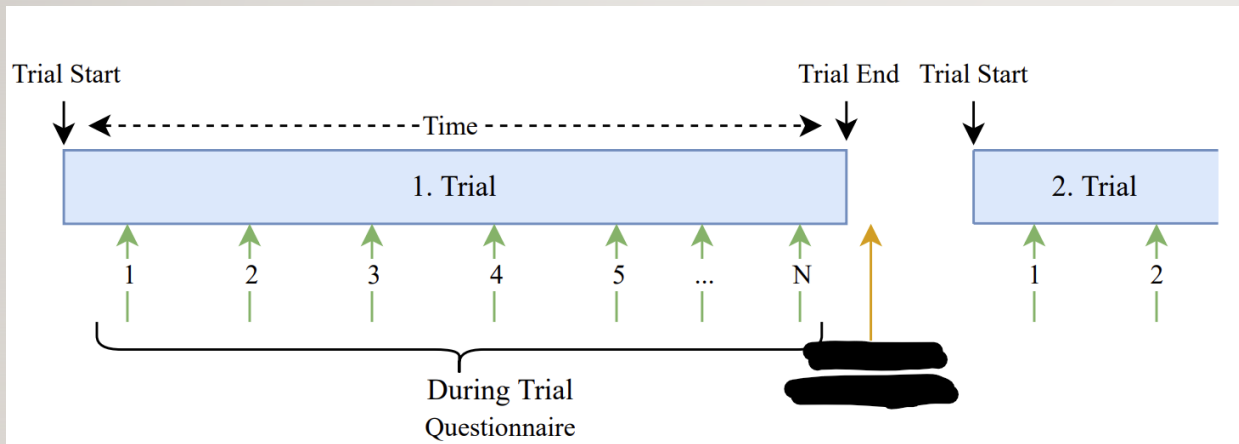 Trial Start
Trial End
Trial Start
Time
1. Trial
2. Trial
1
2
3
4
5
...
N
1
2
During Trial
Questionnaire